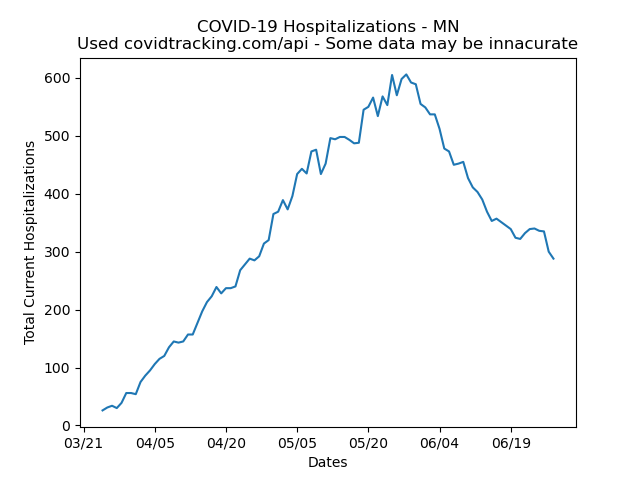 COVID-19 Hospitalizations - MN
Used covidtracking.com/api - Some data may be innacurate
Total Current Hospitalizations
600
500
400
300
200
100
0
03/21 04/05 04/20 05/05 05/20 06/04 06/19
Dates